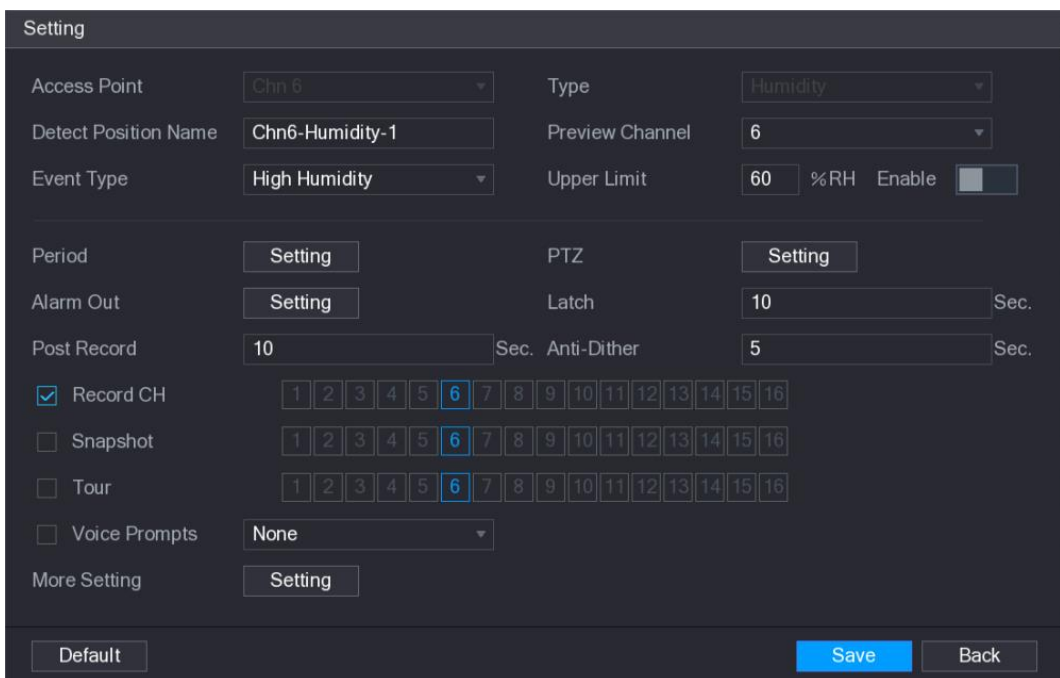 Setting
Access Point Chn 6 Type Humidity
Detect Position Name Chn6-Humidity-1 Preview Channel 6
Event Type High Humidity Upper Limit 60 %RH Enable
Period Setting PTZ Setting
Alarm Out Setting Latch 10 Sec.
Post Record 10 Sec. Anti-Dither 5 Sec.
Record CH 1 2 3 4 5 6 7 8 9 10 11 12 13 14 15 16
Snapshot 1 2 3 4 5 6 7 8 9 10 11 12 13 14 15 16
Tour 1 2 3 4 5 6 7 8 9 10 11 12 13 14 15 16
Voice Prompts None
More Setting Setting
Default Save Back